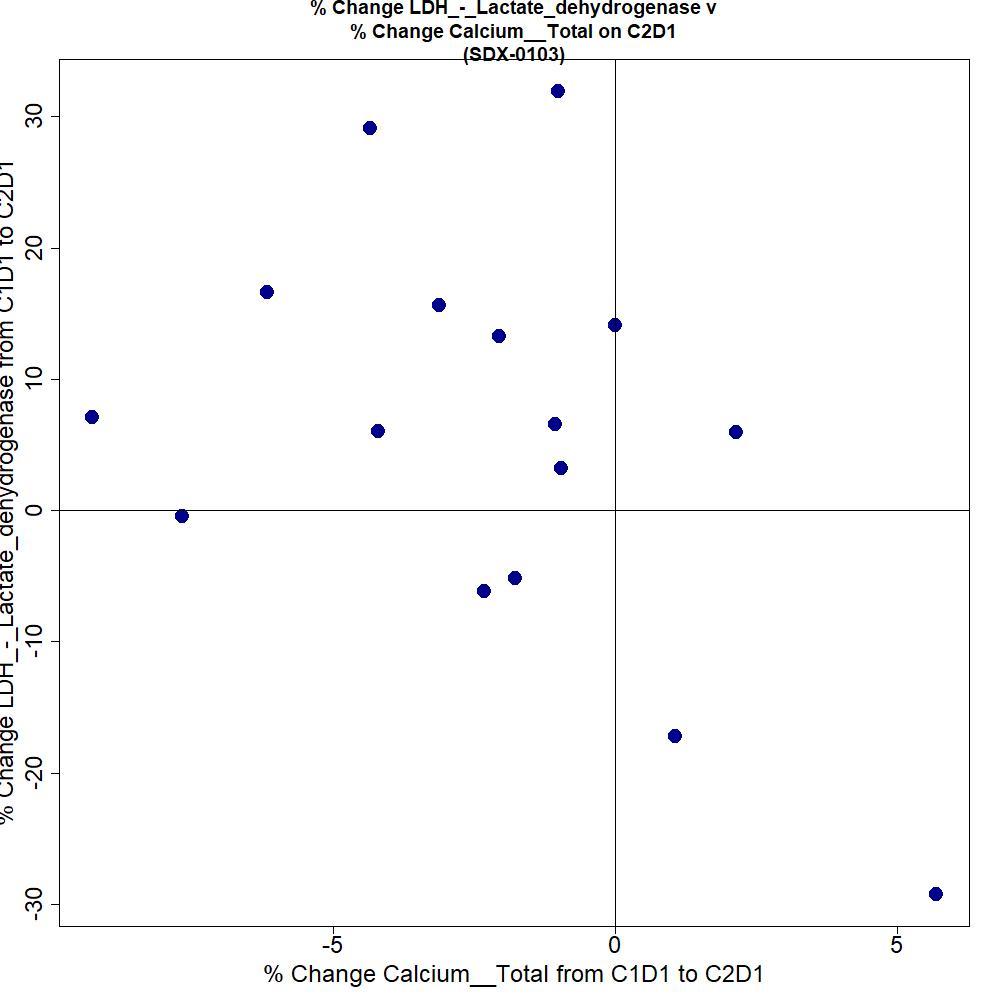 % Change LDH_-_Lactate_dehydrogenase v
% Change Calcium__Total on C2D1
(SDX-0103)
% Change LDH_-_Lactate_dehydrogenase from C1D1 to C2D1
30
20
10
0
-10
-20
-30
-5
0
5
% Change Calcium__Total from C1D1 to C2D1